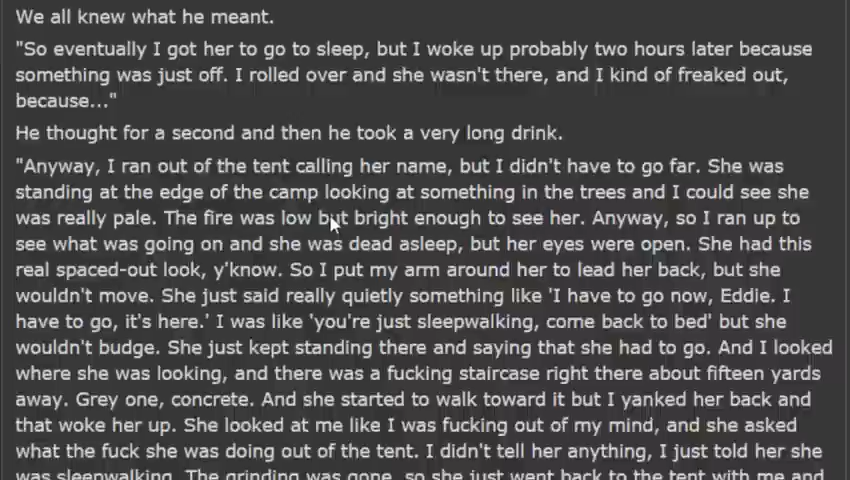 We all knew what he meant.
"So eventually I got her to go to sleep, but I woke up probably two hours later because
something was just off. I rolled over and she wasn't there, and I kind of freaked out,
because..."
He thought for a second and then he took a very long drink.
"Anyway, I ran out of the tent calling her name, but I didn't have to go far. She was
standing at the edge of the camp looking at something in the trees and I could see she
was really pale. The fire was low but bright enough to see her. Anyway, so I ran up to
see what was going on and she was dead asleep, but her eyes were open. She had this
real spaced-out look, y'know. So I put my arm around her to lead her back, but she
wouldn't move. She just said really quietly something like 'I have to go now, Eddie. I
have to go, it's here.' I was like 'you're just sleepwalking, come back to bed' but she
wouldn't budge. She just kept standing there and saying that she had to go. And I looked
where she was looking, and there was a fucking staircase right there about fifteen yards
away. Grey one, concrete. And she started to walk toward it but I yanked her back and
that woke her up. She looked at me like I was fucking out of my mind, and she asked
what the fuck she was doing out of the tent. I didn't tell her anything, I just told her she
was sleepwalking. The grinding was gone, so she just went back to the tent with me and